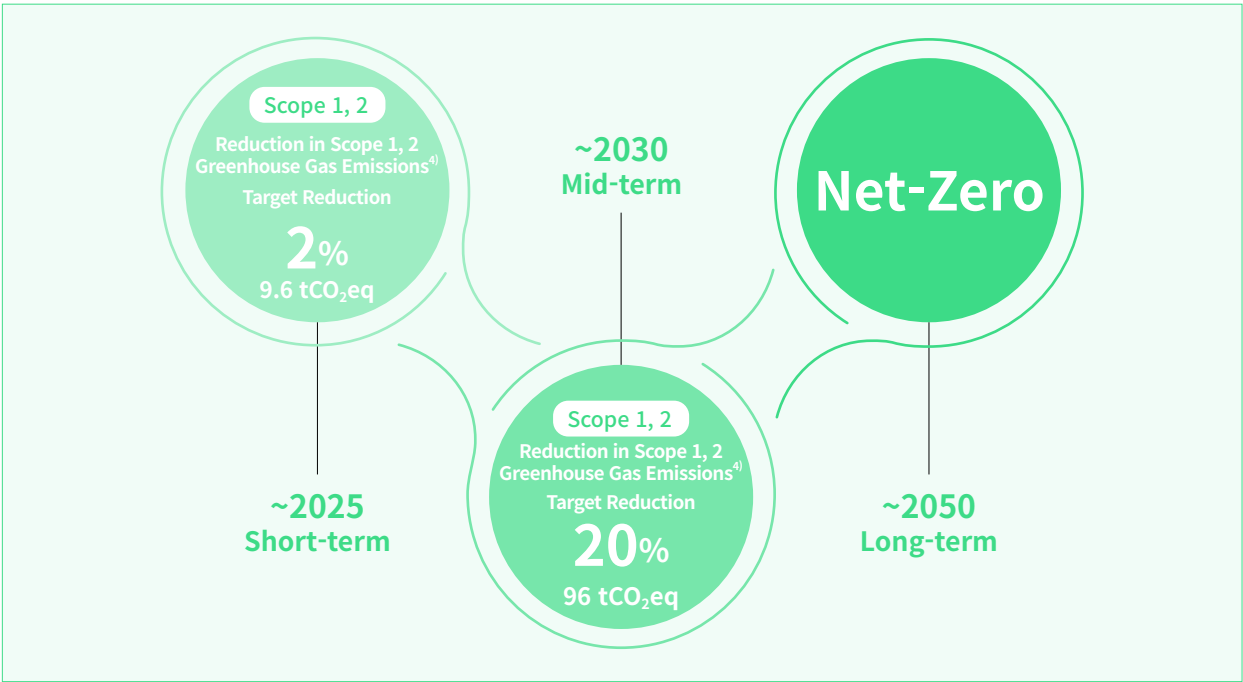 Scope 1, 2
Reduction in Scope 1, 2
Greenhouse Gas Emissions4)
Target Reduction
2%
9.6 tCO2eq
~2025
Short-term
~2030
Mid-term
Scope 1, 2
Reduction in Scope 1, 2
Greenhouse Gas Emissions4)
Target Reduction
20%
96 tCO2eq
Net-Zero
~2050
Long-term